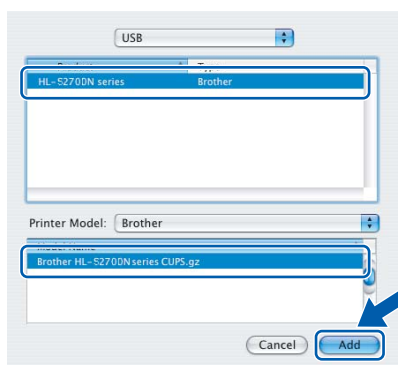 USB
HL-5270DN series Brother
Printer Model: Brother
Brother HL-5270DN series CUPS.gz
Cancel Add